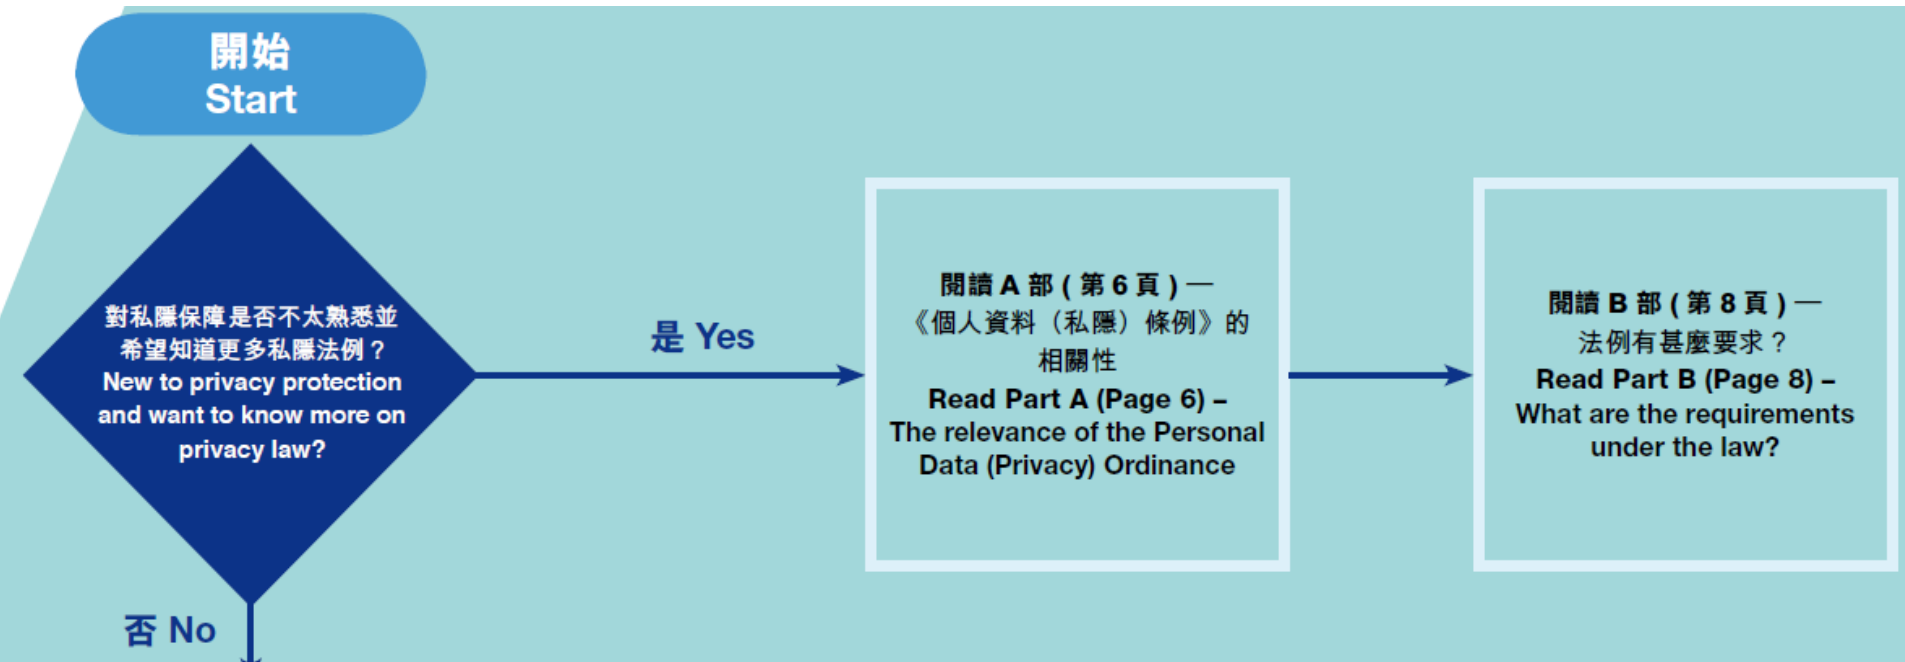 開始
Start
對私隱保障是否不太熟悉並
希望知道更多私隱法例？
New to privacy protection
and want to know more on
privacy law?
是 Yes
閱讀 A 部 ( 第 6 頁 ) —
《個人資料（私隱）條例》的
相關性
Read Part A (Page 6) –
The relevance of the Personal
Data (Privacy) Ordinance
閱讀 B 部 ( 第 8 頁 ) —
法例有甚麼要求？
Read Part B (Page 8) –
What are the requirements
under the law?
否 No